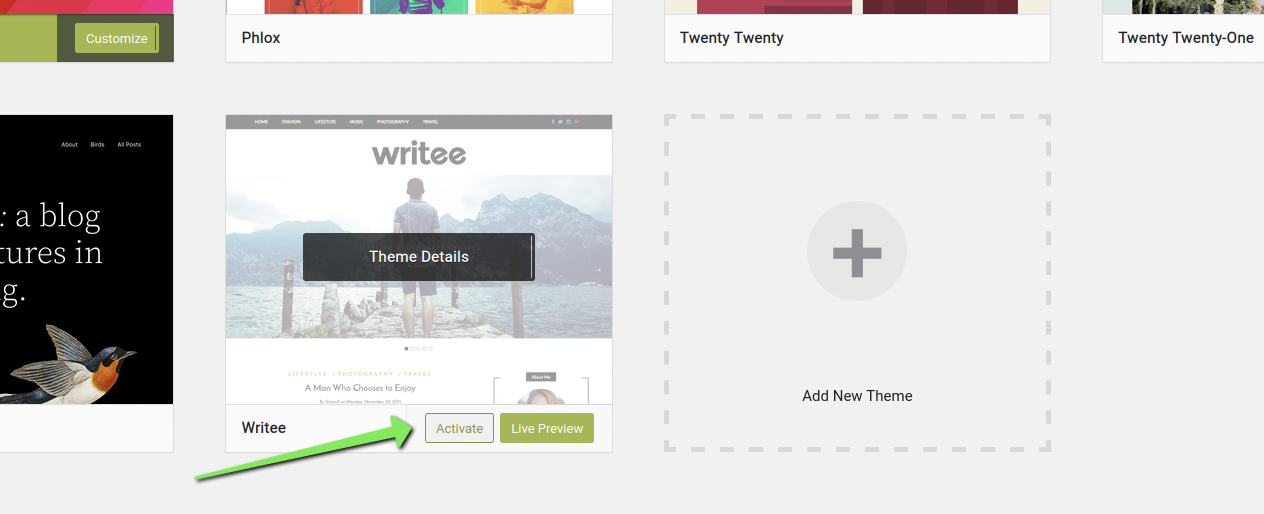 Customize
Phlox
Twenty Twenty
Twenty Twenty-One
About Birds All Posts
: a blog
tures in
g.
HOME FASHION LIFESTLYE MUSIC PHOTOGRAPHY TRAVEL
writee
Theme Details
LIFESTLYE / PHOTOGRAPHY / TRAVEL
A Man Who Chooses to Enjoy
About Me
Writee
Activate
Live Preview
Add New Theme